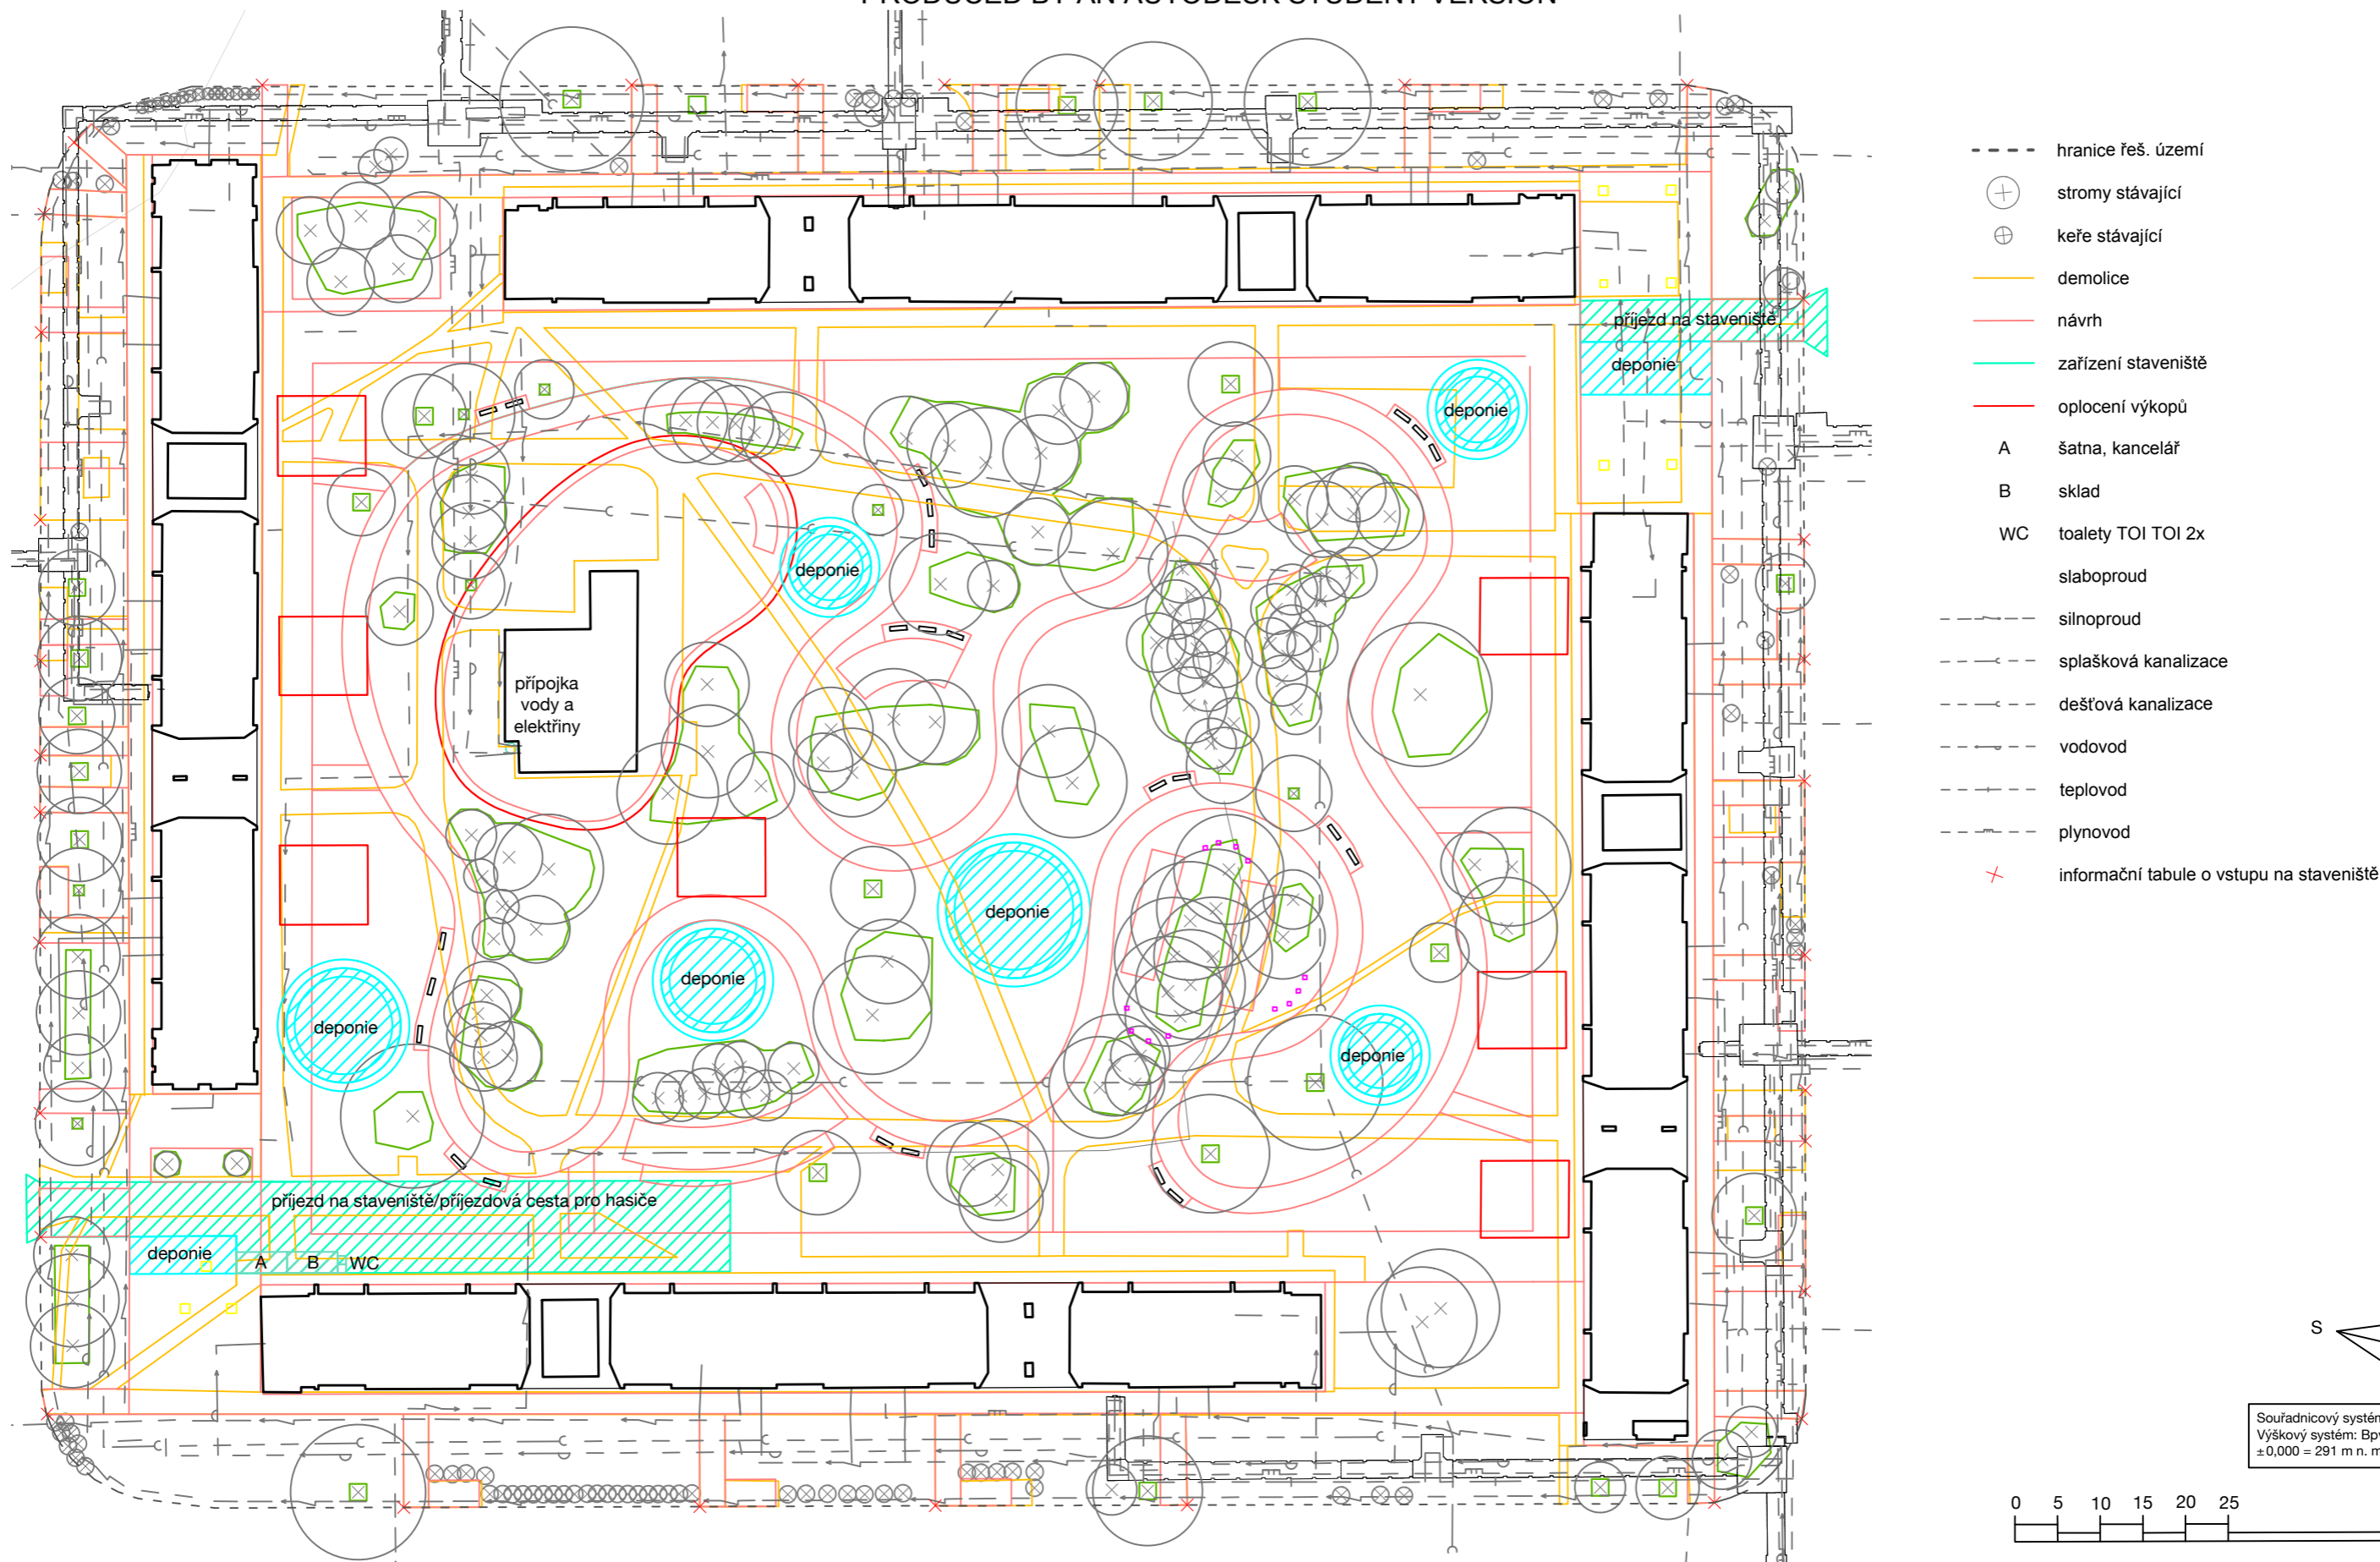 PRODUCED BY AN AUTODESK STUDENT VERSION
hranice řeš. území
stromy stávající
keře stávající
demolice
návrh
zařízení staveniště
oplocení výkopů
A šatna, kancelář
B sklad
WC toalety TOI TOI 2x
slaboproud
silnoproud
splašková kanalizace
dešťová kanalizace
vodovod
teplovod
plynovod
informační tabule o vstupu na staveniště
příjezd na staveniště
deponie
deponie
deponie
přípojka
vody a
elektřiny
deponie
deponie
deponie
deponie
příjezd na staveniště/příjezdová cesta pro hasiče
deponie
A B WC
S
Souřadnicový systém
Výškový systém: Bpv
±0,000 = 291 m n. m
0 5 10 15 20 25